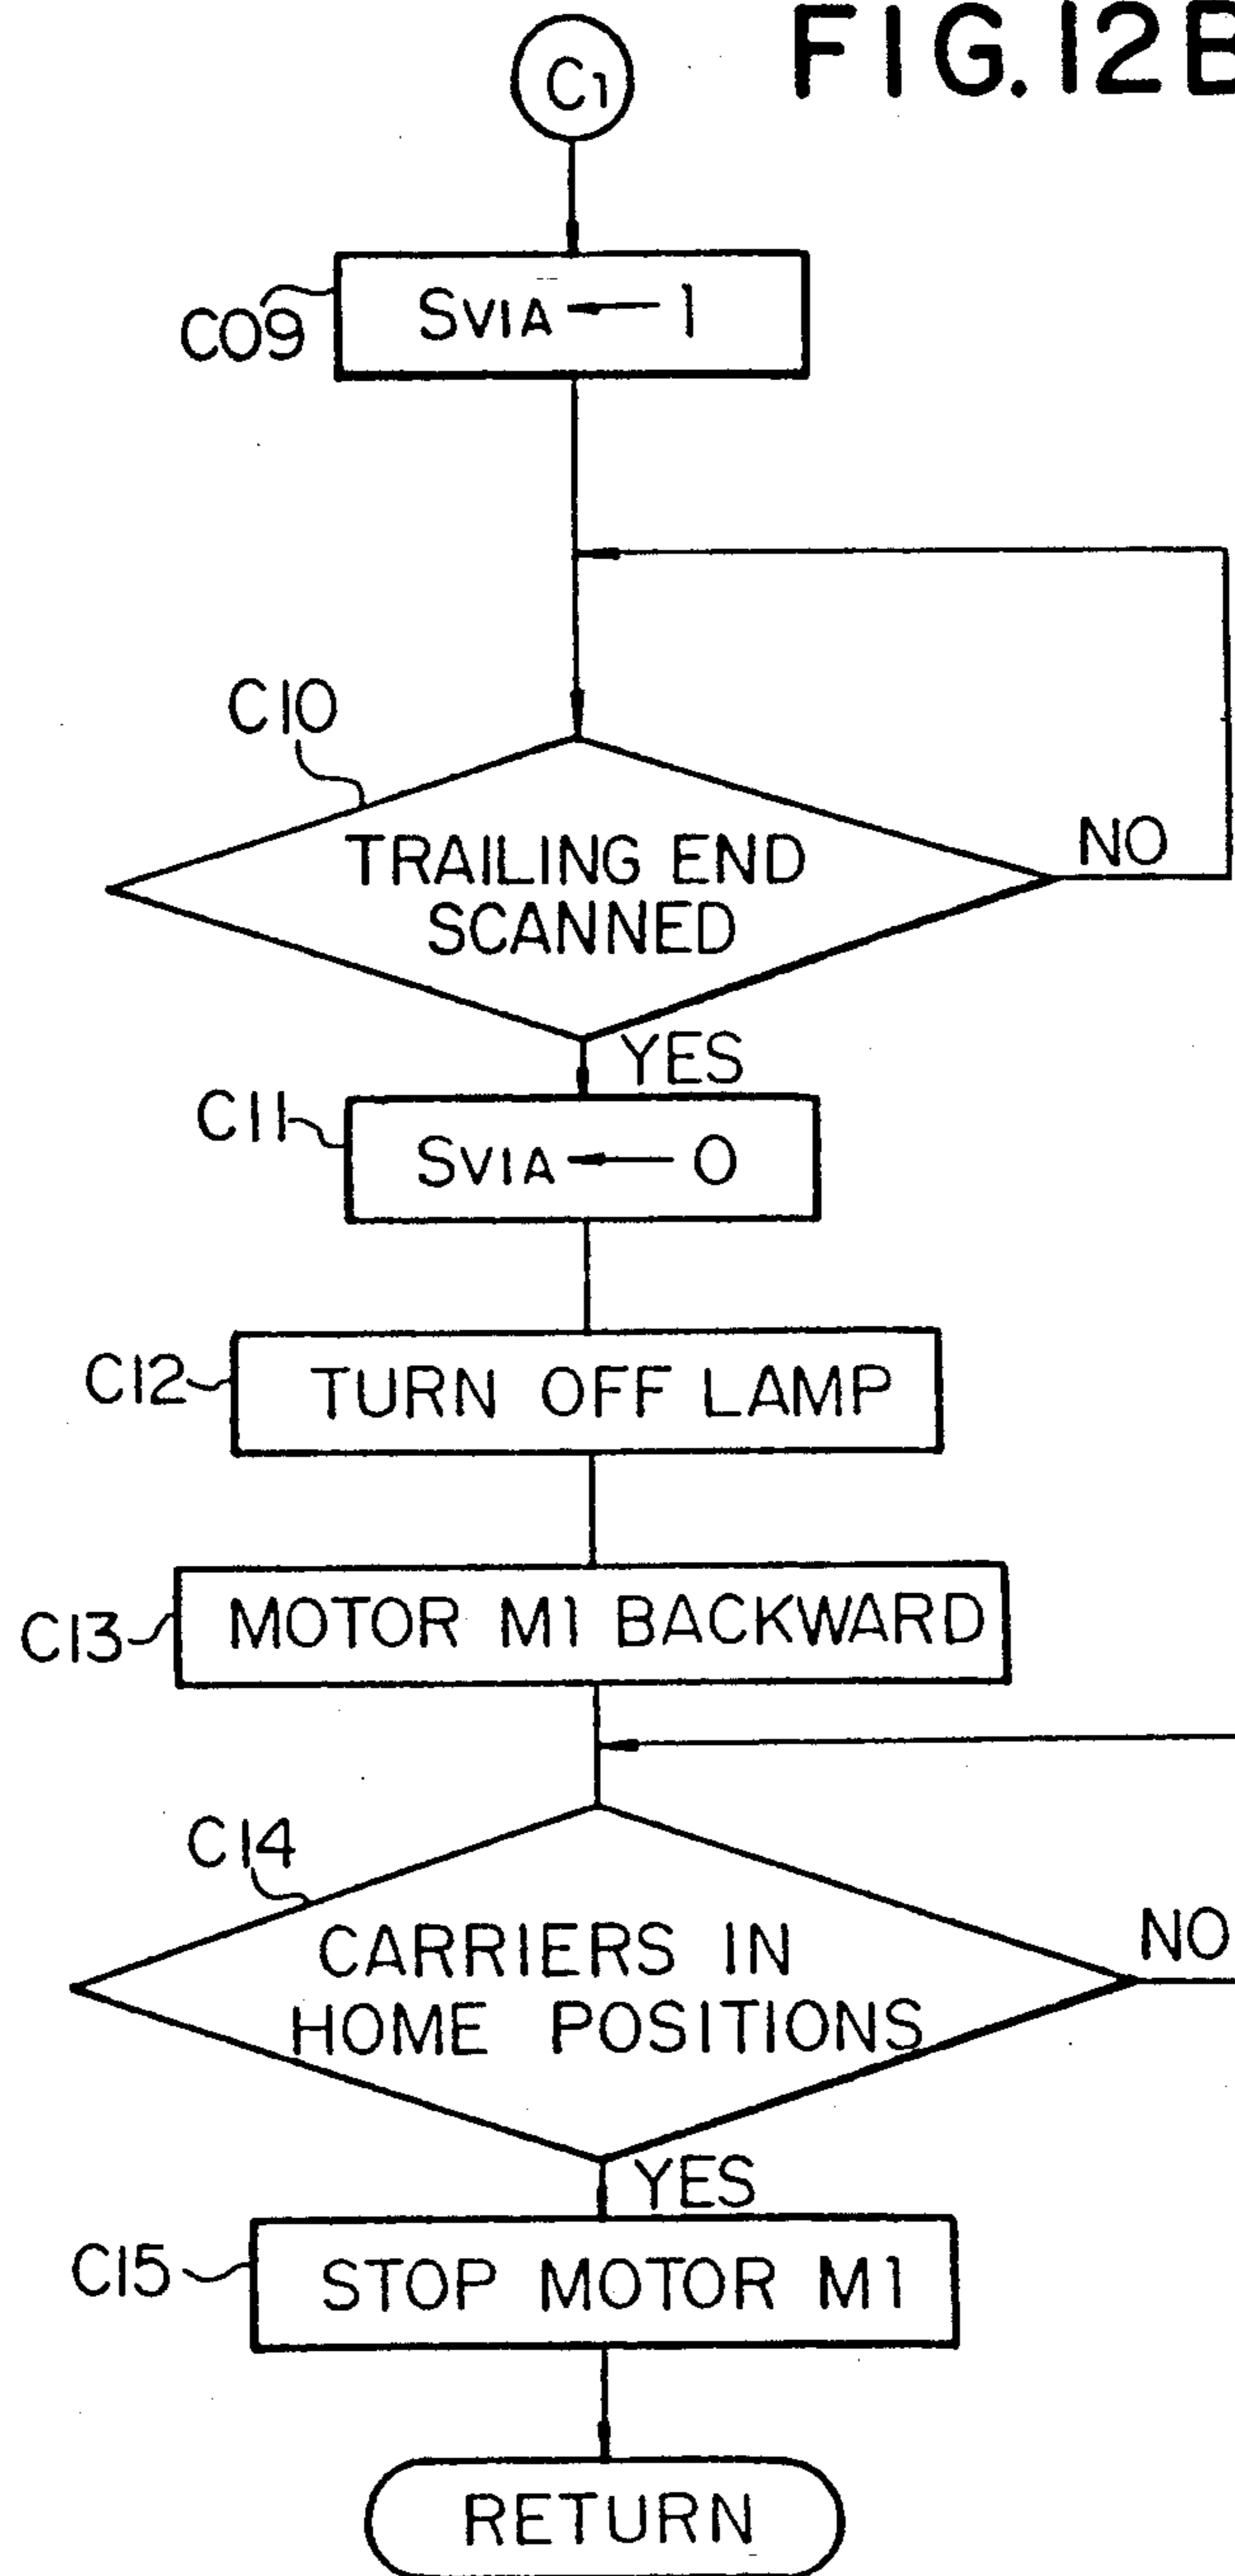 FIG.12B
C1
C09
SVIA ← 1
C10
TRAILING END
SCANNED
NO
YES
C11
SVIA ← 0
C12
TURN OFF LAMP
C13
MOTOR M1 BACKWARD
C14
CARRIERS IN
HOME POSITIONS
NO
YES
C15
STOP MOTOR M1
RETURN